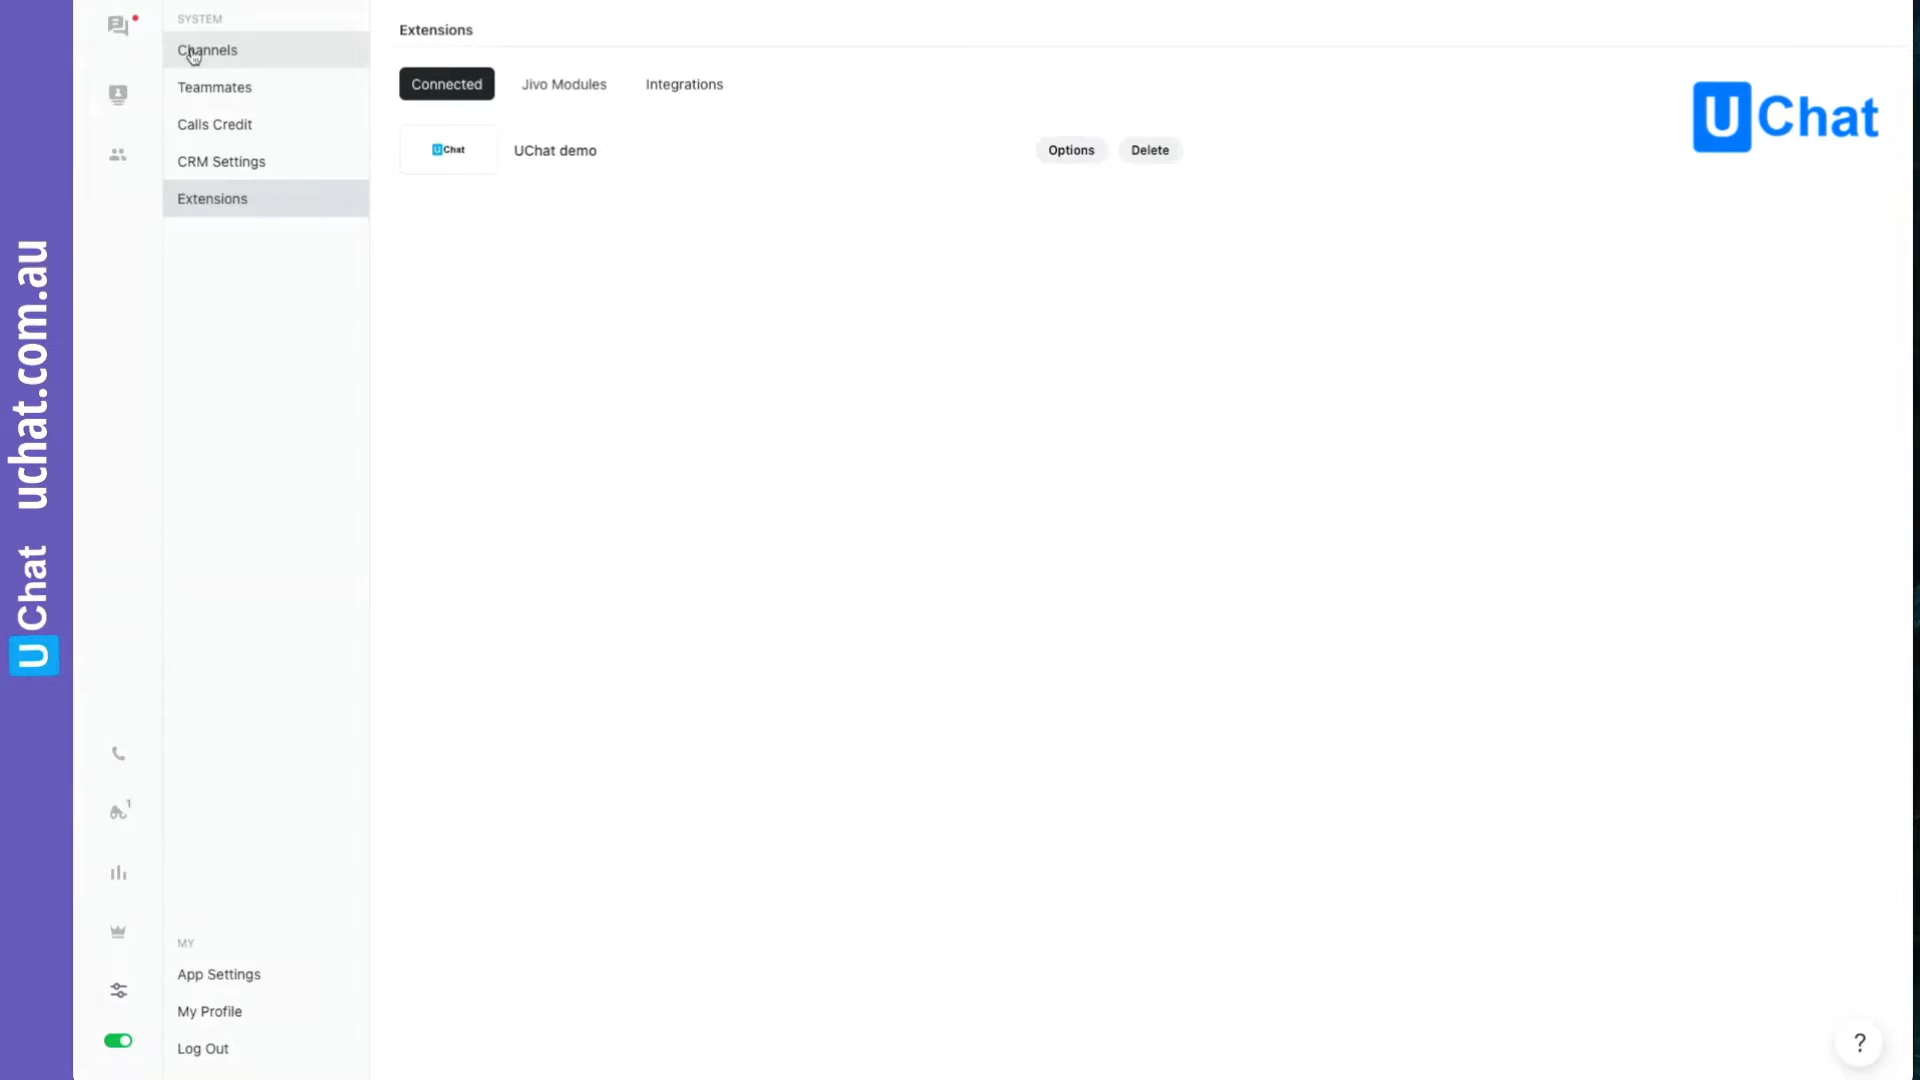 UChat uchat.com.au
SYSTEM
Channels
Teammates
Calls Credit
CRM Settings
Extensions
1
MY
App Settings
My Profile
Log Out
Extensions
Connected
Jivo Modules
Integrations
UChat
UChat demo
Options
Delete
UChat
?